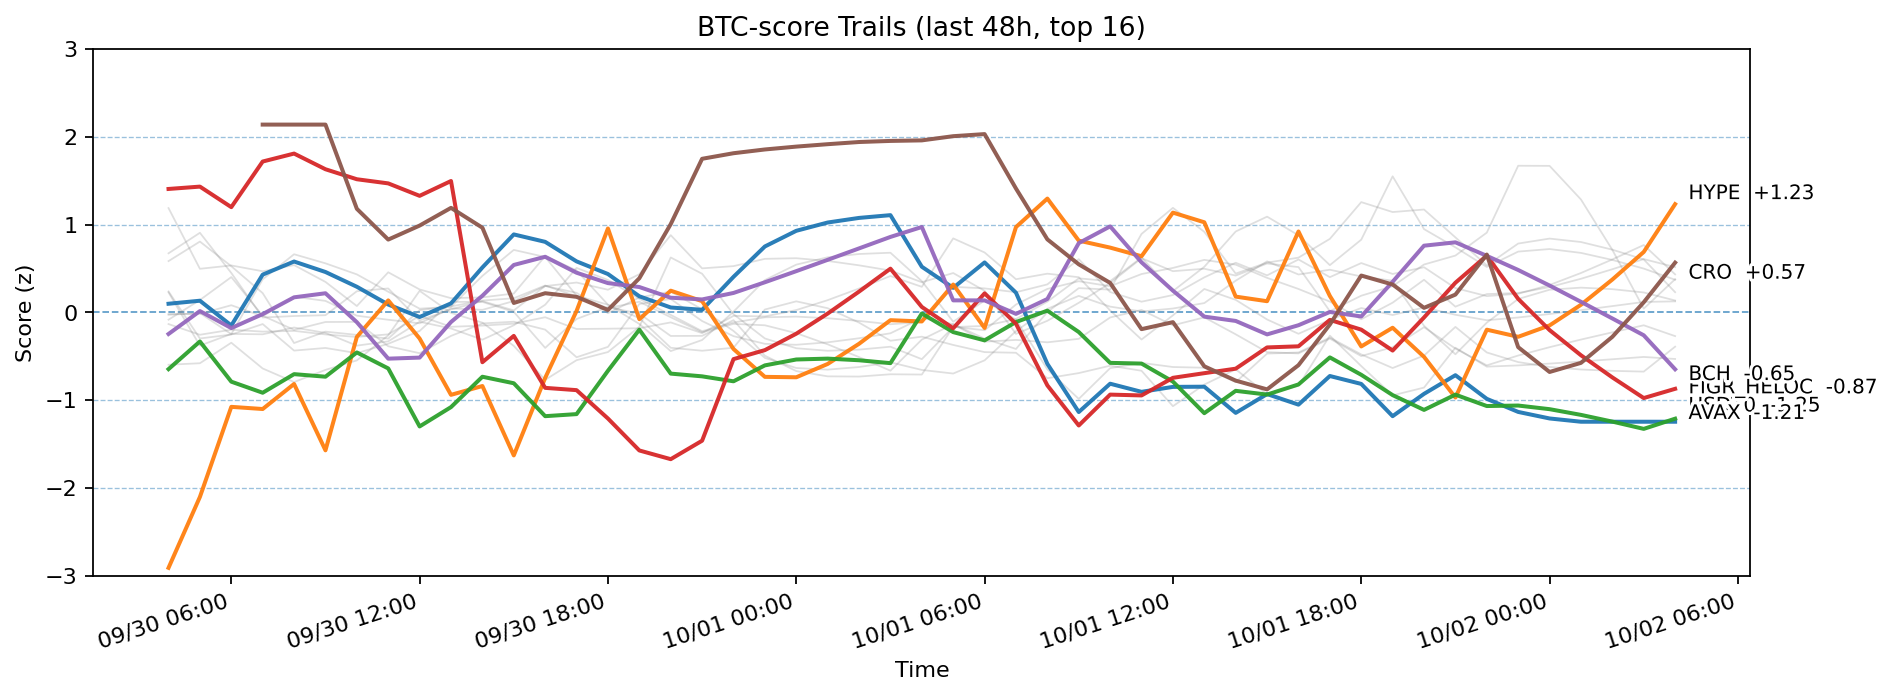 BTC-score Trails (last 48h, top 16)
Score (z)
3
2
1
0
−1
−2
−3
HYPE +1.23
CRO +0.57
BCH -0.65
FIGR_HELOC -0.87
AVAX -1.21
09/30 06:00
09/30 12:00
09/30 18:00
10/01 00:00
10/01 06:00
10/01 12:00
10/01 18:00
10/02 00:00
10/02 06:00
Time